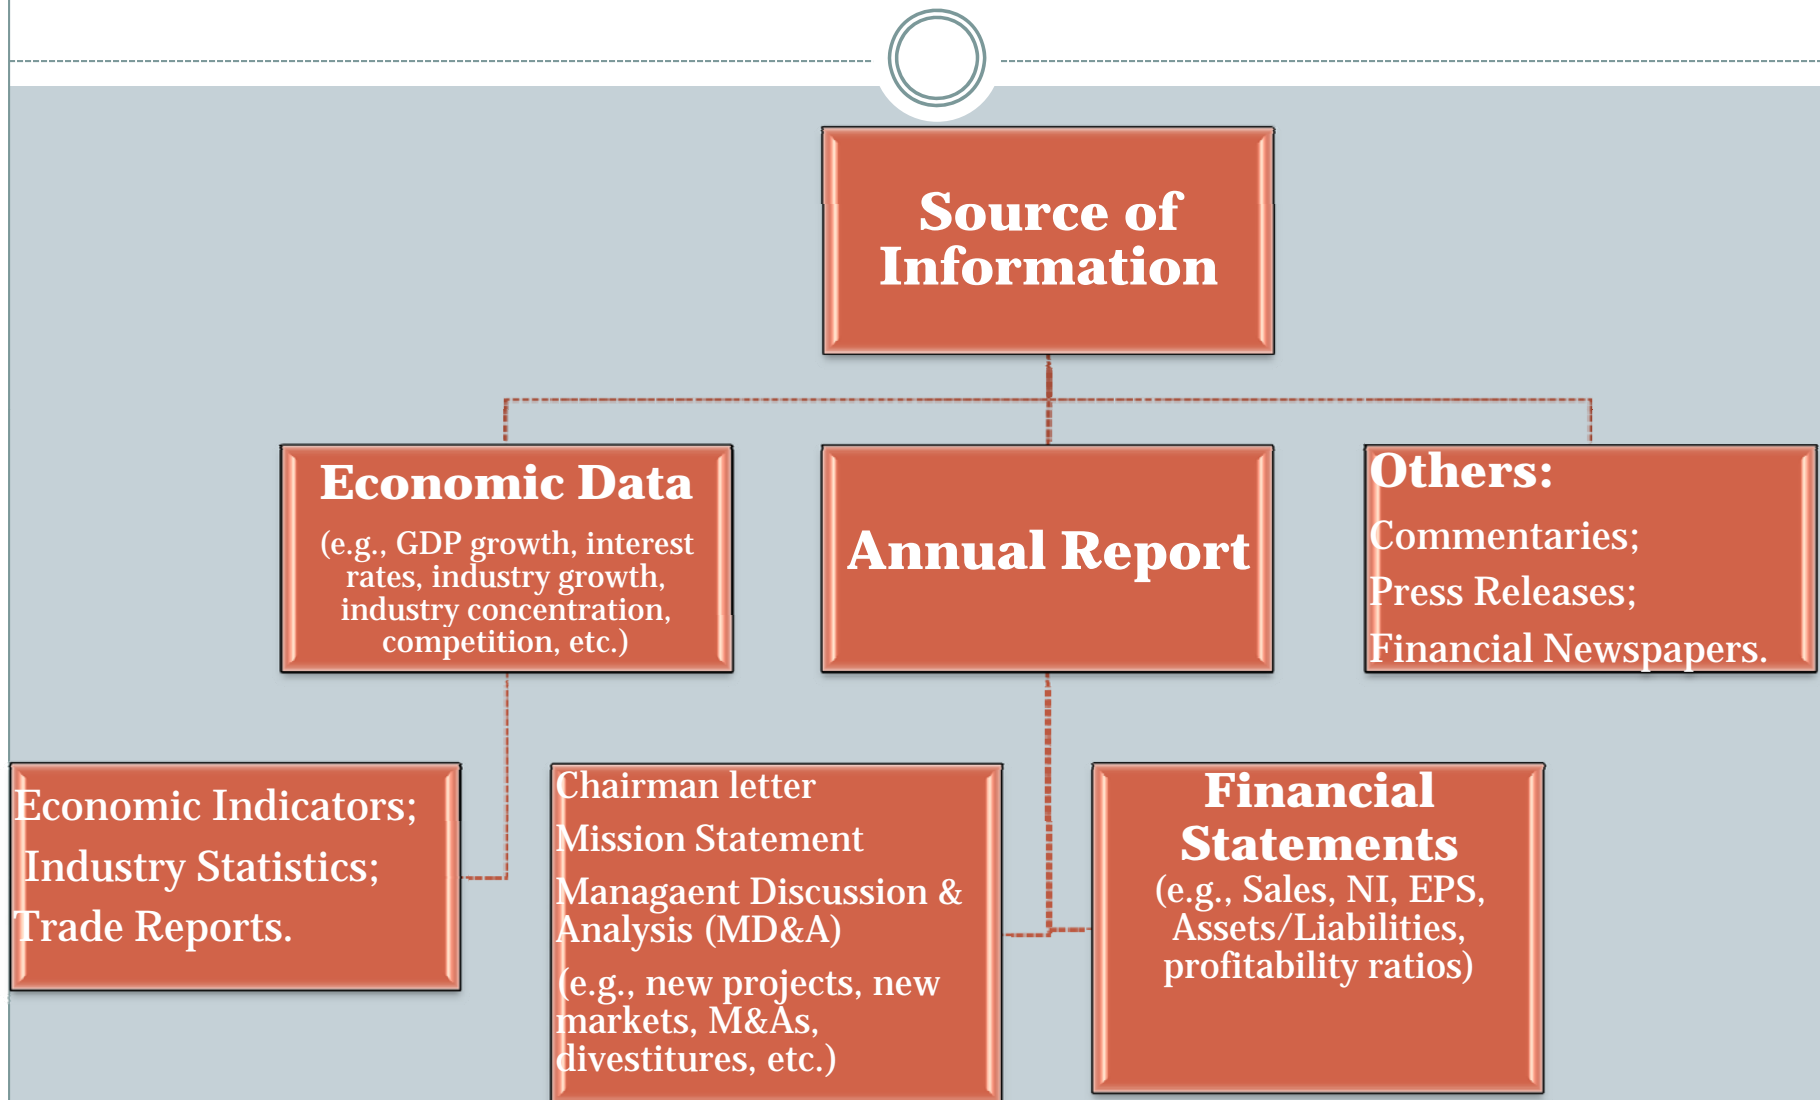 Source of
Information
Economic Data
(e.g., GDP growth, interest
rates, industry growth,
industry concentration,
competition, etc.)
Annual Report
Others:
Commentaries;
Press Releases;
Financial Newspapers.
Economic Indicators;
Industry Statistics;
Trade Reports.
Chairman letter
Mission Statement
Managaent Discussion &
Analysis (MD&A)
(e.g., new projects, new
markets, M&As,
divestitures, etc.)
Financial
Statements
(e.g., Sales, NI, EPS,
Assets/Liabilities,
profitability ratios)